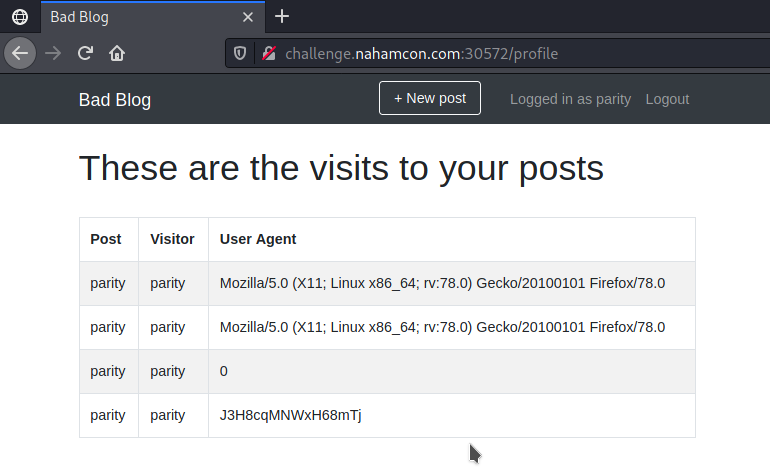 Bad Blog
challenge.nahamcon.com:30572/profile
Bad Blog + New post Logged in as parity Logout
These are the visits to your posts
Post Visitor User Agent
parity parity Mozilla/5.0 (X11; Linux x86_64; rv:78.0) Gecko/20100101 Firefox/78.0
parity parity Mozilla/5.0 (X11; Linux x86_64; rv:78.0) Gecko/20100101 Firefox/78.0
parity parity 0
parity parity J3H8cqMNWxH68mTj